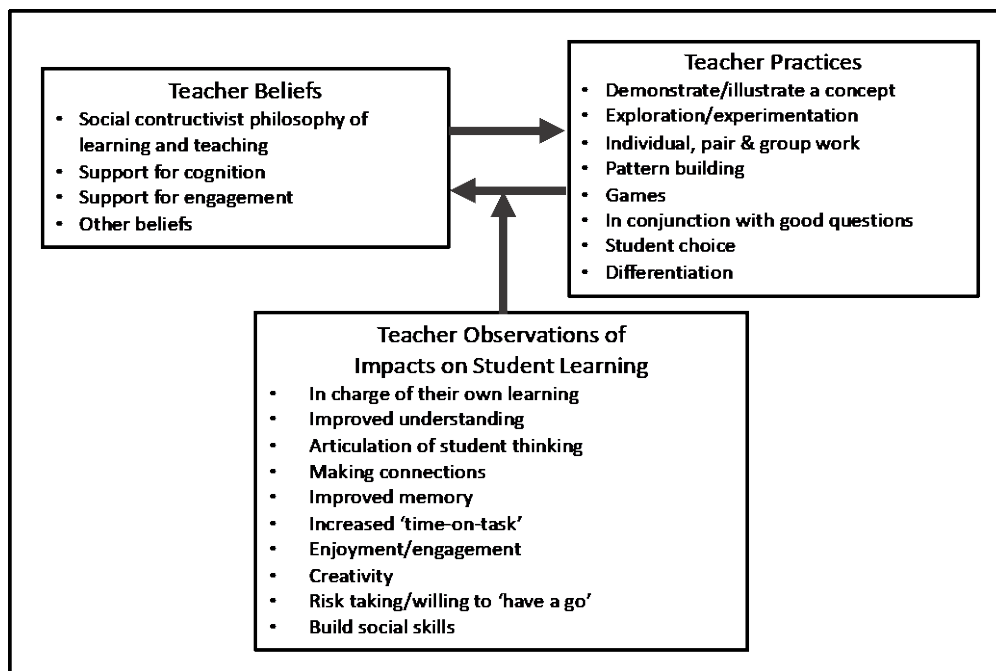 Teacher Beliefs
• Social contructivist philosophy of
learning and teaching
• Support for cognition
• Support for engagement
• Other beliefs
Teacher Practices
• Demonstrate/illustrate a concept
• Exploration/experimentation
• Individual, pair & group work
• Pattern building
• Games
• In conjunction with good questions
• Student choice
• Differentiation
Teacher Observations of
Impacts on Student Learning
• In charge of their own learning
• Improved understanding
• Articulation of student thinking
• Making connections
• Improved memory
• Increased ‘time-on-task’
• Enjoyment/engagement
• Creativity
• Risk taking/willing to ‘have a go’
• Build social skills